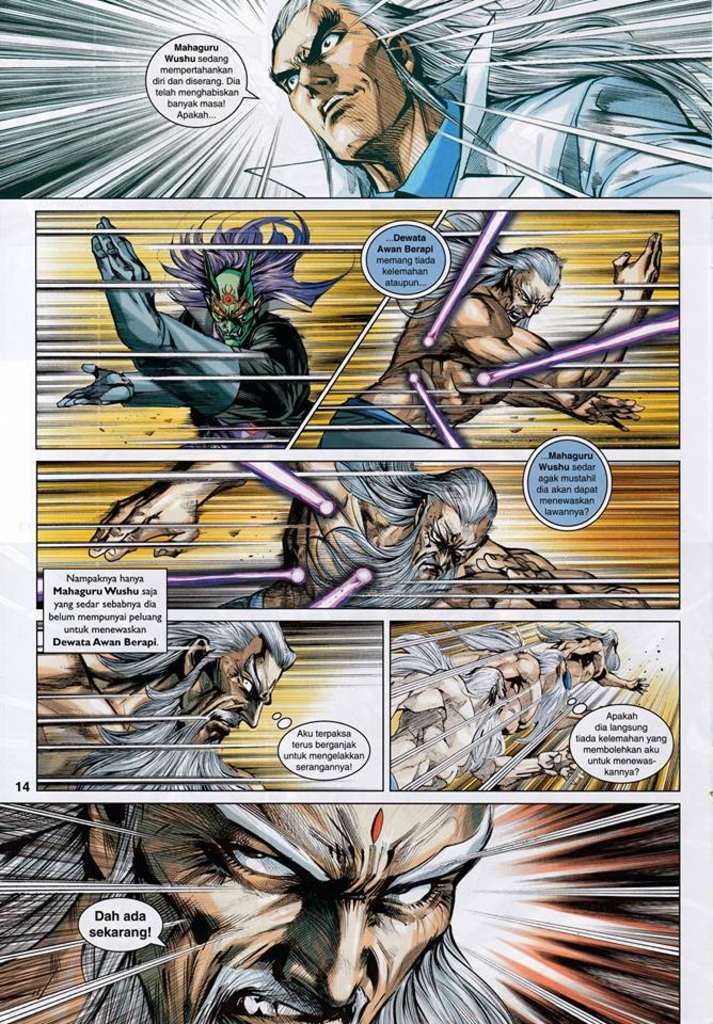 Mahaguru
Wushu sedang
mempertahankan
diri dan diserang. Dia
telah menghabiskan
banyak masa!
Apakah...
...Dewata
Awan Berapi
memang tiada
kelemahan
ataupun...
...Mahaguru
Wushu sedar
agak mustahil
dia akan dapat
menewaskan
lawannya?
Nampaknya hanya
Mahaguru Wushu saja
yang sedar sebabnya dia
belum mempunyai peluang
untuk menewaskan
Dewata Awan Berapi.
Aku terpaksa
terus berganjak
untuk mengelakkan
serangannya!
Apakah
dia langsung
tiada kelemahan yang
membolehkan aku
untuk menewas-
kannya?
14
Dah ada
sekarang!